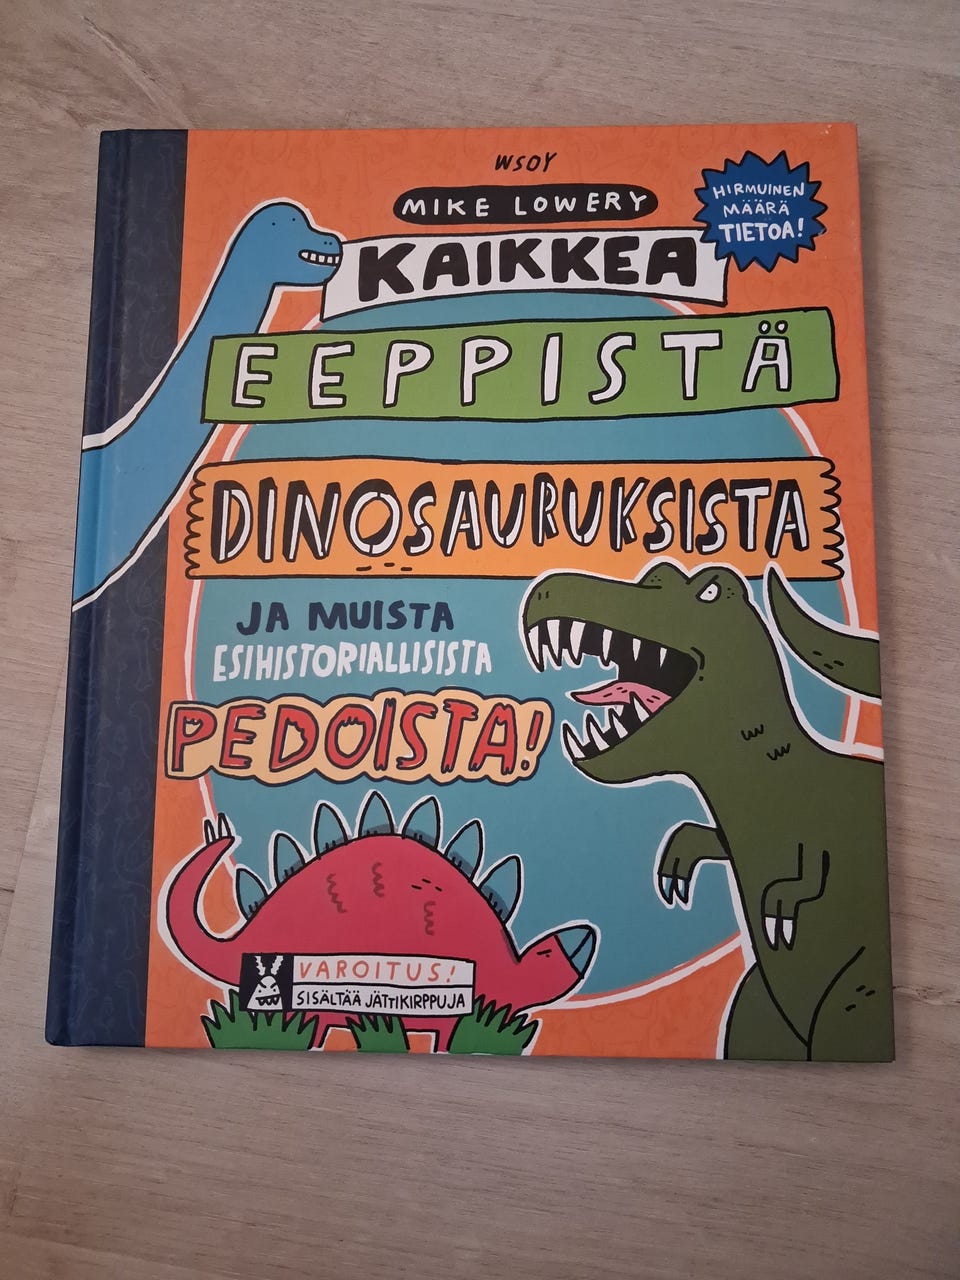 WSOY
MIKE LOWERY
HIRMUINEN
MÄÄRÄ
TIETOA!
KAIKKEA
EEPPISTÄ
DINOSAURUKSISTA
JA MUISTA
ESIHISTORIALLISISTA
PEDOISTA!
VAROITUS!
SISÄLTÄÄ JÄTTIKIRPPUJA